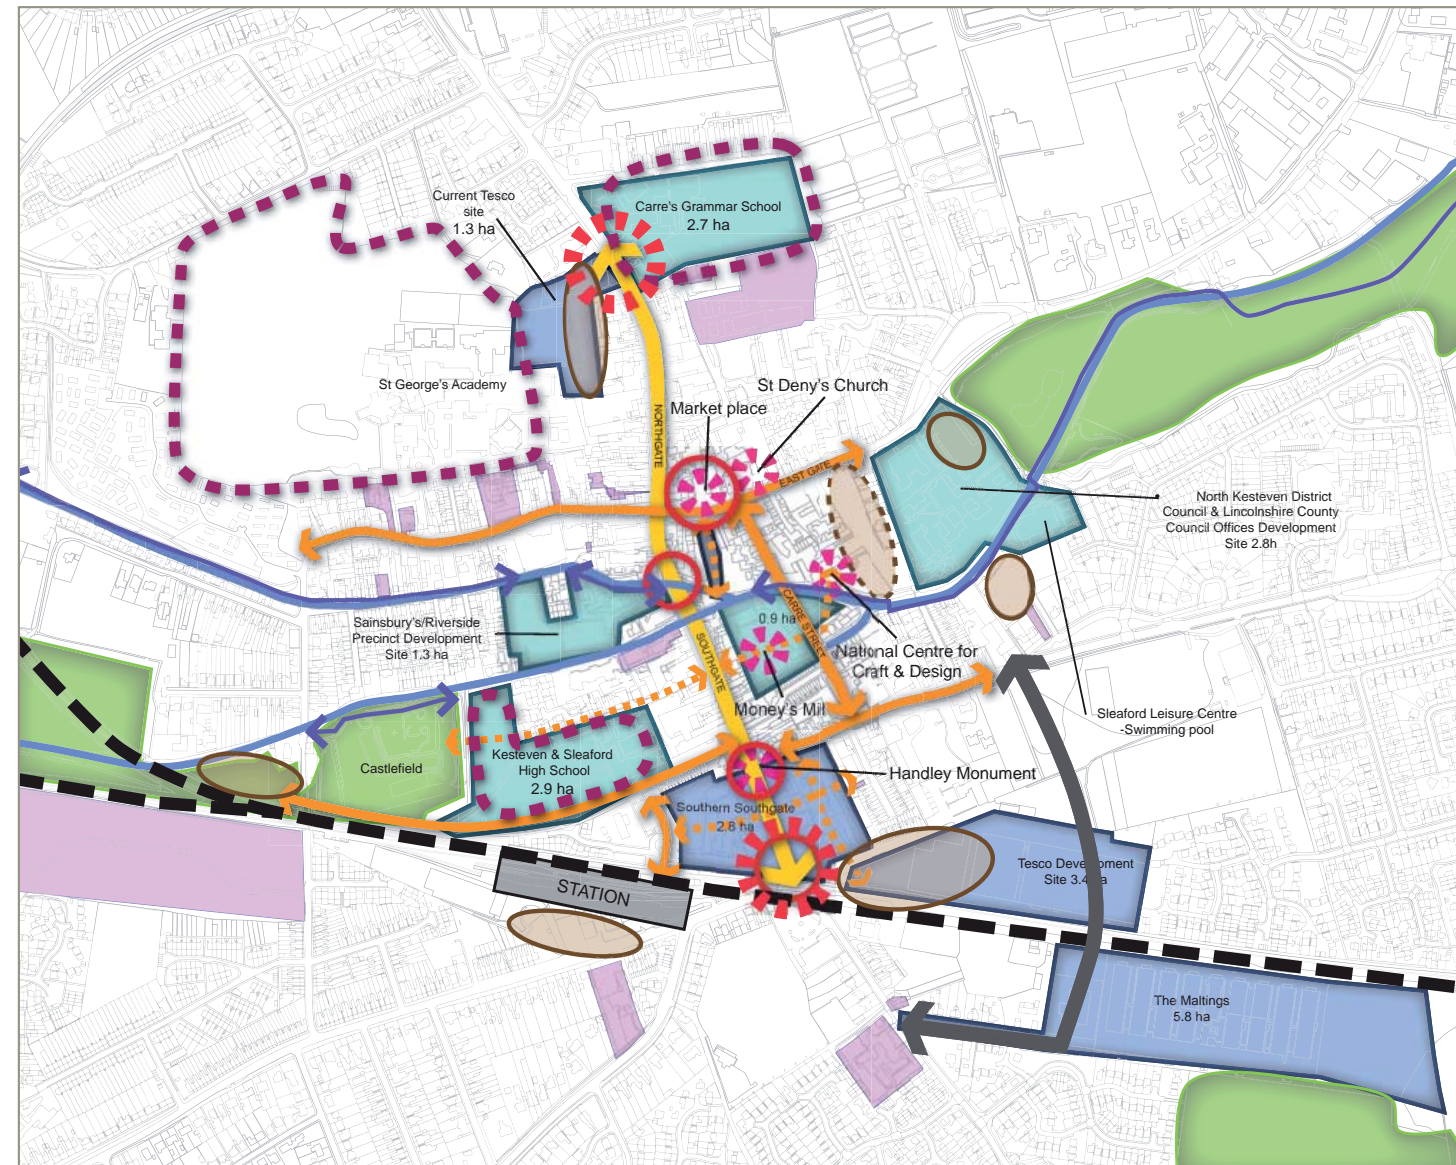 Current Tesco
site
1.3 ha
Carre's Grammar School
2.7 ha
St George's Academy
St Deny's Church
Market place
NORTHGATE
EAST GATE
North Kesteven District
Council & Lincolnshire County
Council Offices Development
Site 2.8h
Sainsbury's/Riverside
Precinct Development
Site 1.3 ha
0.9 ha
CARRE STREET
SOUTHGATE
National Centre for
Craft & Design
Money's Mill
Sleaford Leisure Centre
-Swimming pool
Castlefield
Kesteven & Sleaford
High School
2.9 ha
Handley Monument
Southern Southgate
2.8 ha
STATION
Tesco Development
Site 3.4 ha
The Maltings
5.8 ha